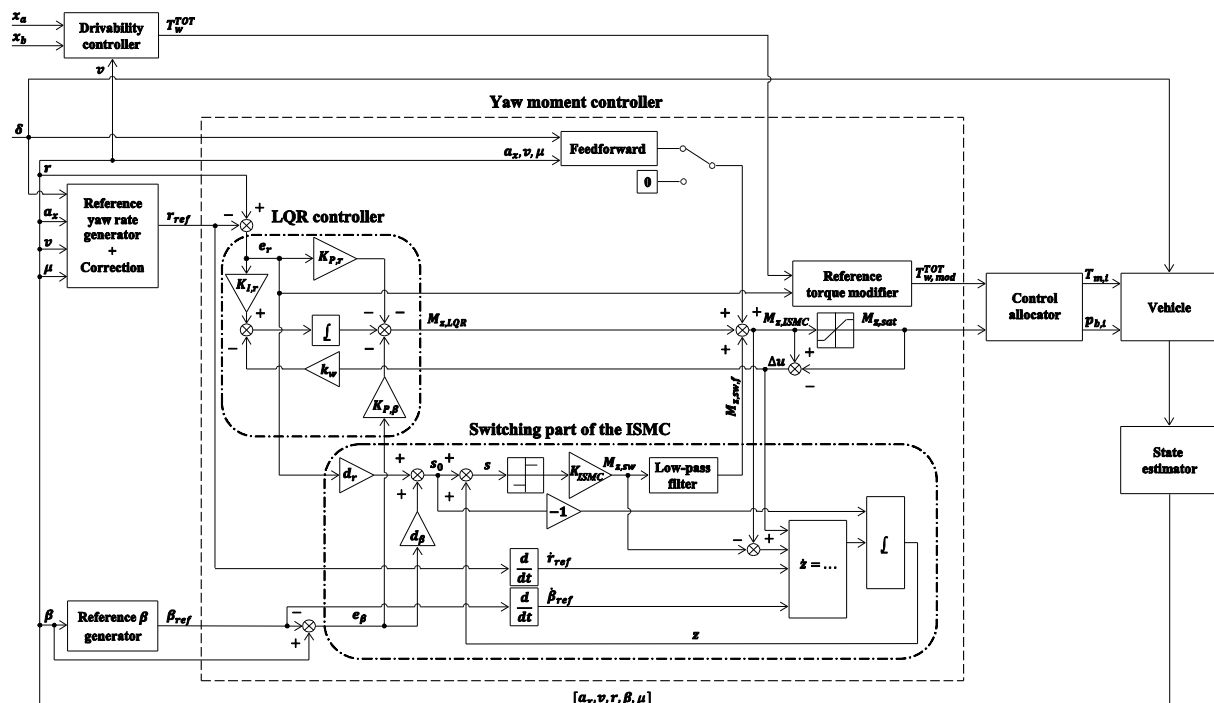 x_a
x_b
Drivability
controller
T_w^TOT
v
Yaw moment controller
δ
a_x, v, μ
Feedforward
0
r
a_x
v
μ
Reference
yaw rate
generator
+
Correction
r_ref
−
+
LQR controller
e_r
K_P,r
K_I,r
+
−
∫
−
−
−
M_z,LQR
k_w
K_P,β
+
+
+
M_z,ISMC
M_z,sat
Δu
+
−
M_z,sw,f
Reference
torque modifier
T_w,mod^TOT
Control
allocator
T_m,i
p_b,i
Vehicle
State
estimator
Switching part of the ISMC
d_r
+
+
s_0
+
+
s
K_ISMC
M_z,sw
Low-pass
filter
−1
d_β
−
+
ż = ...
∫
d
dt
ṙ_ref
d
dt
β̇_ref
z
β
Reference β
generator
β_ref
−
+
e_β
[a_x, v, r, β, μ]